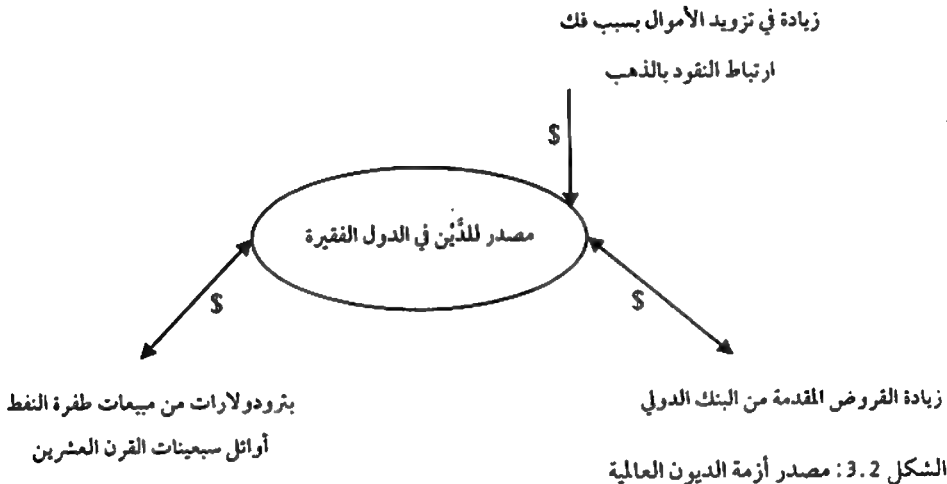 زيادة في تزويد الأموال بسبب فك
ارتباط النقود بالذهب
$
مصدر للدَّيْن في الدول الفقيرة
$
$
زيادة القروض المقدمة من البنك الدولي
بترودولارات من مبيعات طفرة النفط
أوائل سبعينات القرن العشرين
الشكل 3.2: مصدر أزمة الديون العالمية